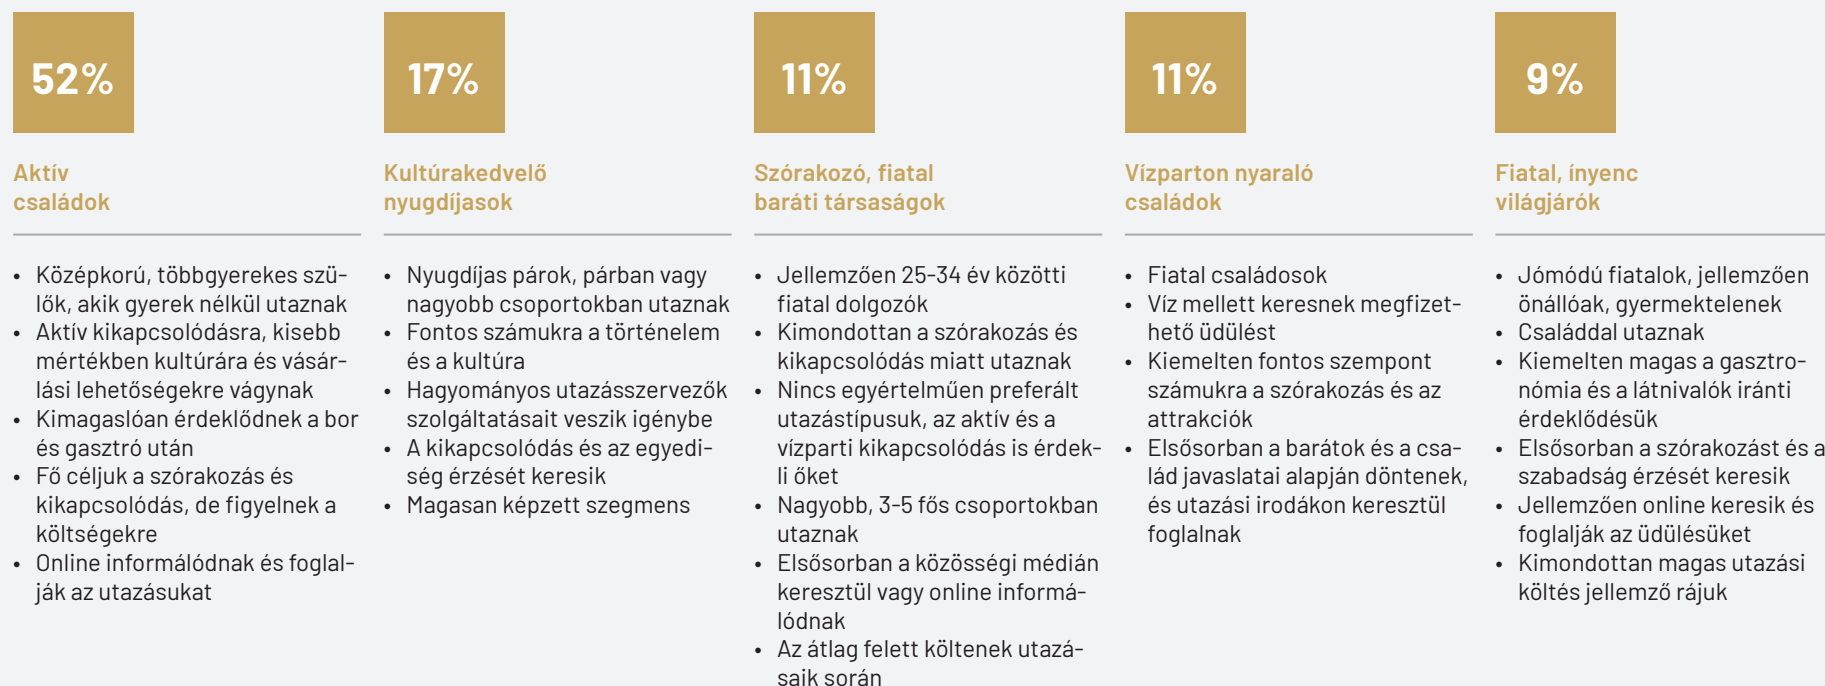 52%
Aktív
családok
• Középkorú, többgyerekes szü-
lők, akik gyerek nélkül utaznak
• Aktív kikapcsolódásra, kisebb
mértékben kultúrára és vásár-
lási lehetőségekre vágynak
• Kimagaslóan érdeklődnek a bor
és gasztró után
• Fő céljuk a szórakozás és
kikapcsolódás, de figyelnek a
költségekre
• Online informálódnak és foglal-
ják az utazásukat
17%
Kultúrakedvelő
nyugdíjasok
• Nyugdíjas párok, párban vagy
nagyobb csoportokban utaznak
• Fontos számukra a történelem
és a kultúra
• Hagyományos utazásszervezők
szolgáltatásait veszik igénybe
• A kikapcsolódás és az egyedi-
ség érzését keresik
• Magasan képzett szegmens
11%
Szórakozó, fiatal
baráti társaságok
• Jellemzően 25-34 év közötti
fiatal dolgozók
• Kimondottan a szórakozás és
kikapcsolódás miatt utaznak
• Nincs egyértelműen preferált
utazástípusuk, az aktív és a
vízparti kikapcsolódás is érdek-
li őket
• Nagyobb, 3-5 fős csoportokban
utaznak
• Elsősorban a közösségi médián
keresztül vagy online informá-
lódnak
• Az átlag felett költenek utazá-
saik során
11%
Vízparton nyaraló
családok
• Fiatal családosok
• Víz mellett keresnek megfizet-
hető üdülést
• Kiemelten fontos szempont
számukra a szórakozás és az
attrakciók
• Elsősorban a barátok és a csa-
lád javaslatai alapján döntenek,
és utazási irodákon keresztül
foglalnak
9%
Fiatal, ínyenc
világjárók
• Jómódú fiatalok, jellemzően
önállóak, gyermektelenek
• Családdal utaznak
• Kiemelten magas a gasztro-
nómia és a látnivalók iránti
érdeklődésük
• Elsősorban a szórakozást és a
szabadság érzését keresik
• Jellemzően online keresik és
foglalják az üdülésüket
• Kimondottan magas utazási
költés jellemző rájuk